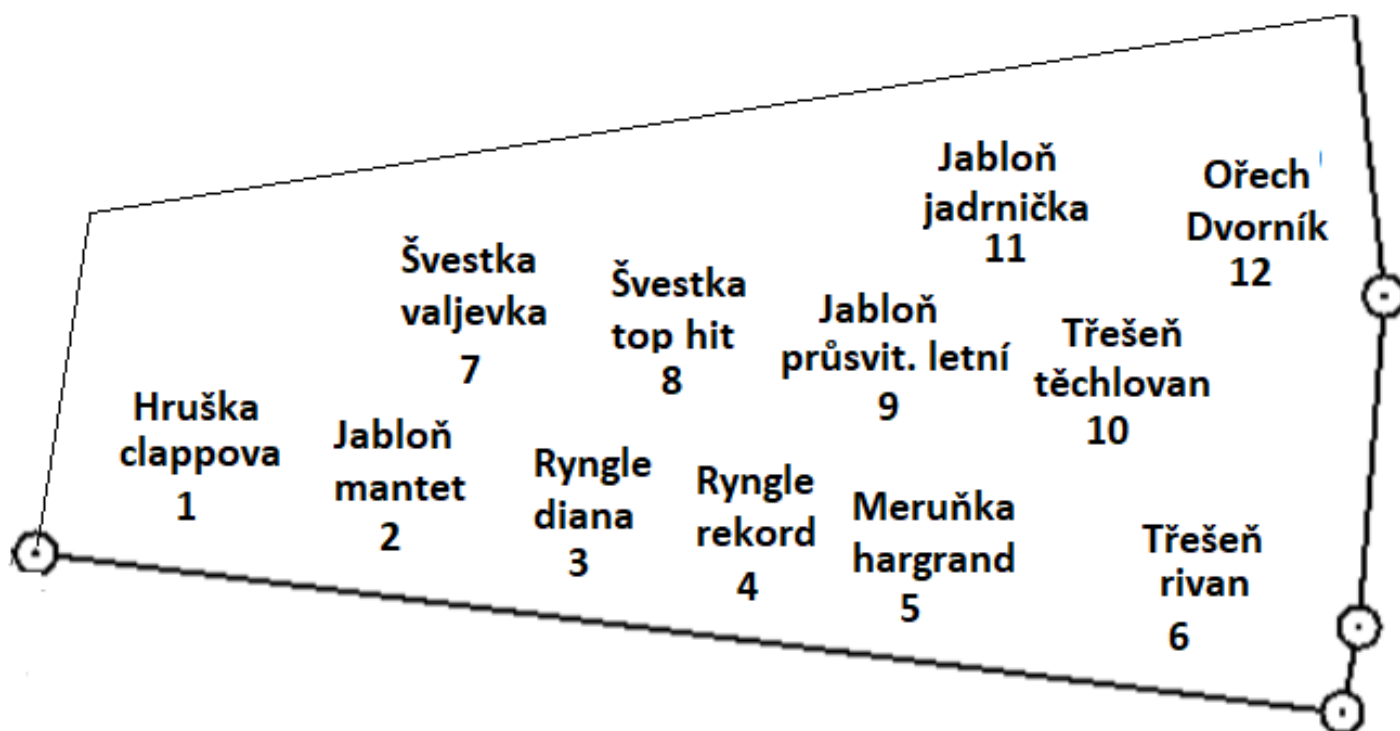 Hruška
clappova
1
Jabloň
mantet
2
Ryngle
diana
3
Ryngle
rekord
4
Meruňka
hargrand
5
Třešeň
rivan
6
Švestka
valjevka
7
Švestka
top hit
8
Jabloň
průsvit. letní
9
Třešeň
těchlovan
10
Jabloň
jadrnička
11
Ořech
Dvorník
12